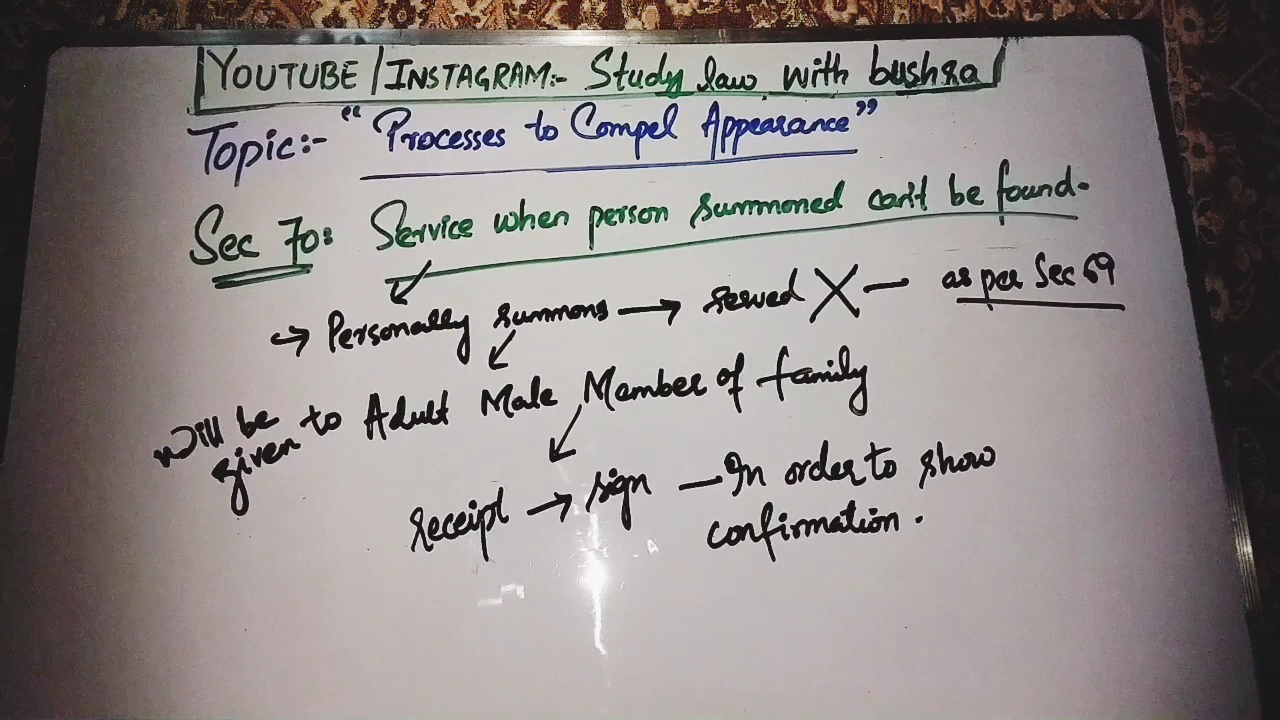 YOUTUBE / INSTAGRAM:- Study law with bushra
Topic:- "Processes to Compel Appearance"
Sec 70: Service when person summoned can't be found.
→ Personally summons → served X — as per Sec 69
Will be given to Adult Male Member of family
receipt → sign — In order to show
confirmation.